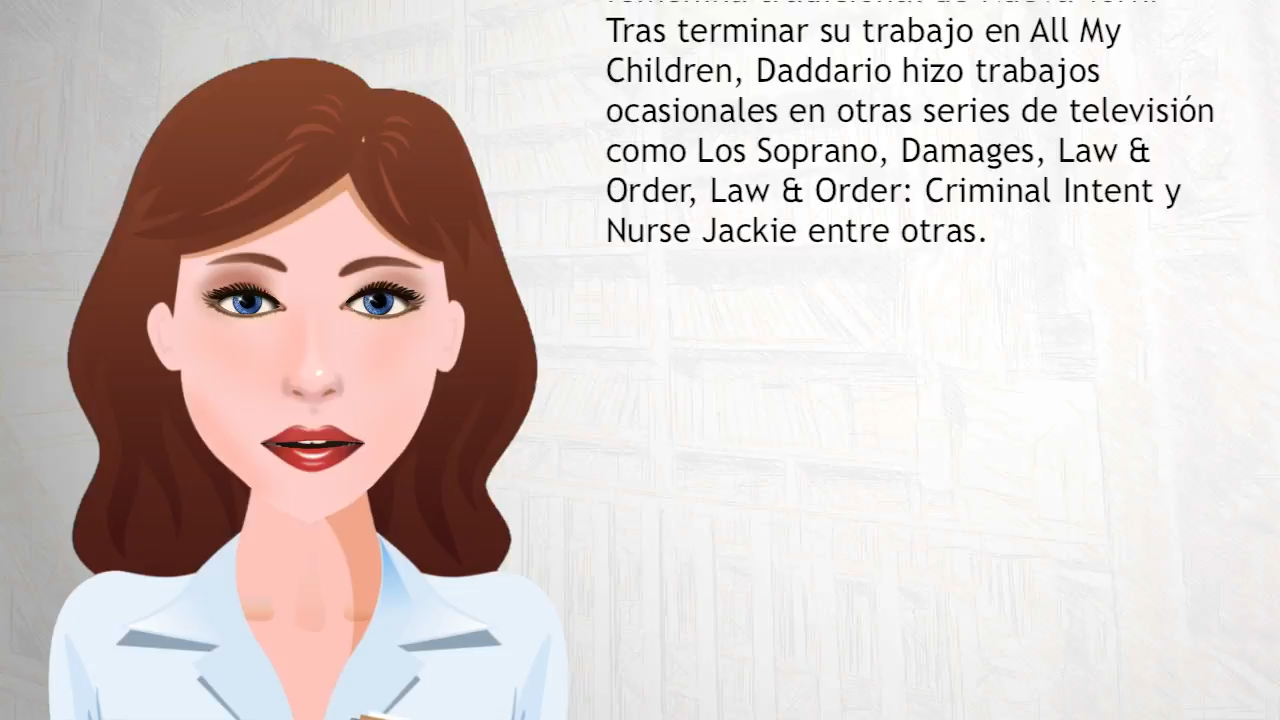 Tras terminar su trabajo en All My
Children, Daddario hizo trabajos
ocasionales en otras series de televisión
como Los Soprano, Damages, Law &
Order, Law & Order: Criminal Intent y
Nurse Jackie entre otras.